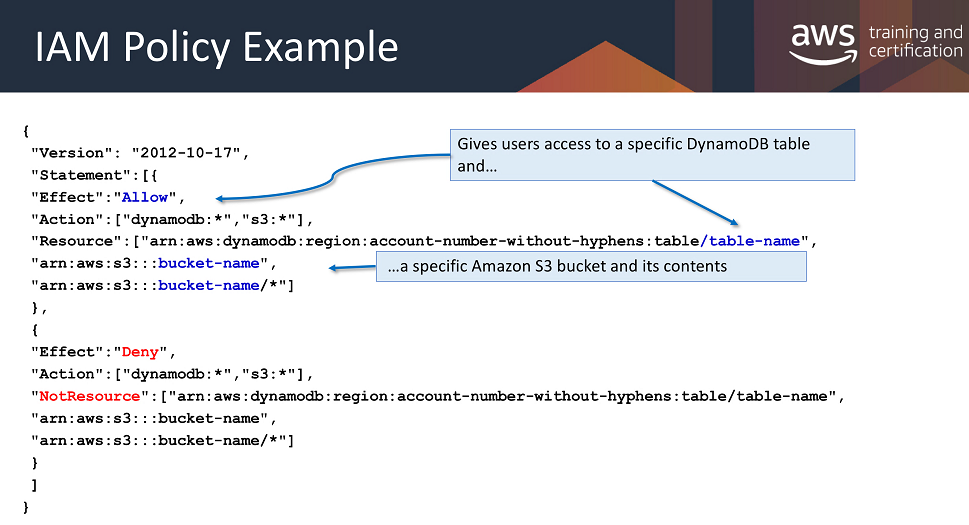 IAM Policy Example
aws training and
certification
{
"Version": "2012-10-17",
"Statement":[{
"Effect":"Allow",
"Action":["dynamodb:*","s3:*"],
"Resource":["arn:aws:dynamodb:region:account-number-without-hyphens:table/table-name",
"arn:aws:s3:::bucket-name",
"arn:aws:s3:::bucket-name/*"]
},
{
"Effect":"Deny",
"Action":["dynamodb:*","s3:*"],
"NotResource":["arn:aws:dynamodb:region:account-number-without-hyphens:table/table-name",
"arn:aws:s3:::bucket-name",
"arn:aws:s3:::bucket-name/*"]
}
]
}
Gives users access to a specific DynamoDB table
and…
…a specific Amazon S3 bucket and its contents